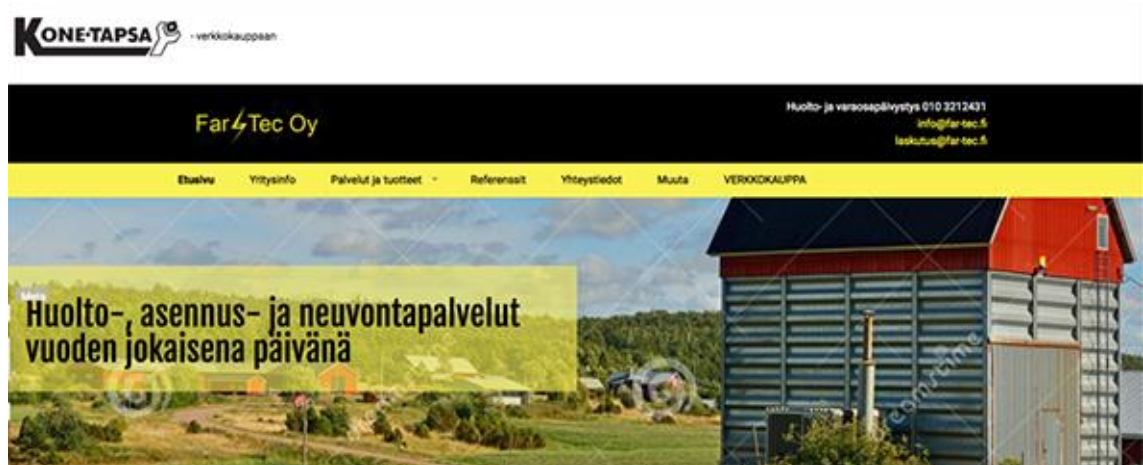 KONE-TAPSA - verkkokauppaan
Far Tec Oy
Huolto- ja varaosapäivystys 010 3212431
info@far-tec.fi
laskutus@far-tec.fi
Etusivu Yritysinfo Palvelut ja tuotteet Referenssit Yhteystiedot Muuta VERKKOKAUPPA
Huolto-, asennus- ja neuvontapalvelut
vuoden jokaisena päivänä